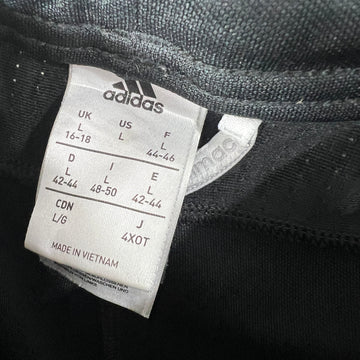 adidas
UK US F
L L L
16-18 44-46
D I E
L L L
42-44 48-50 42-44
CDN J
L/G 4XOT
MADE IN VIETNAM